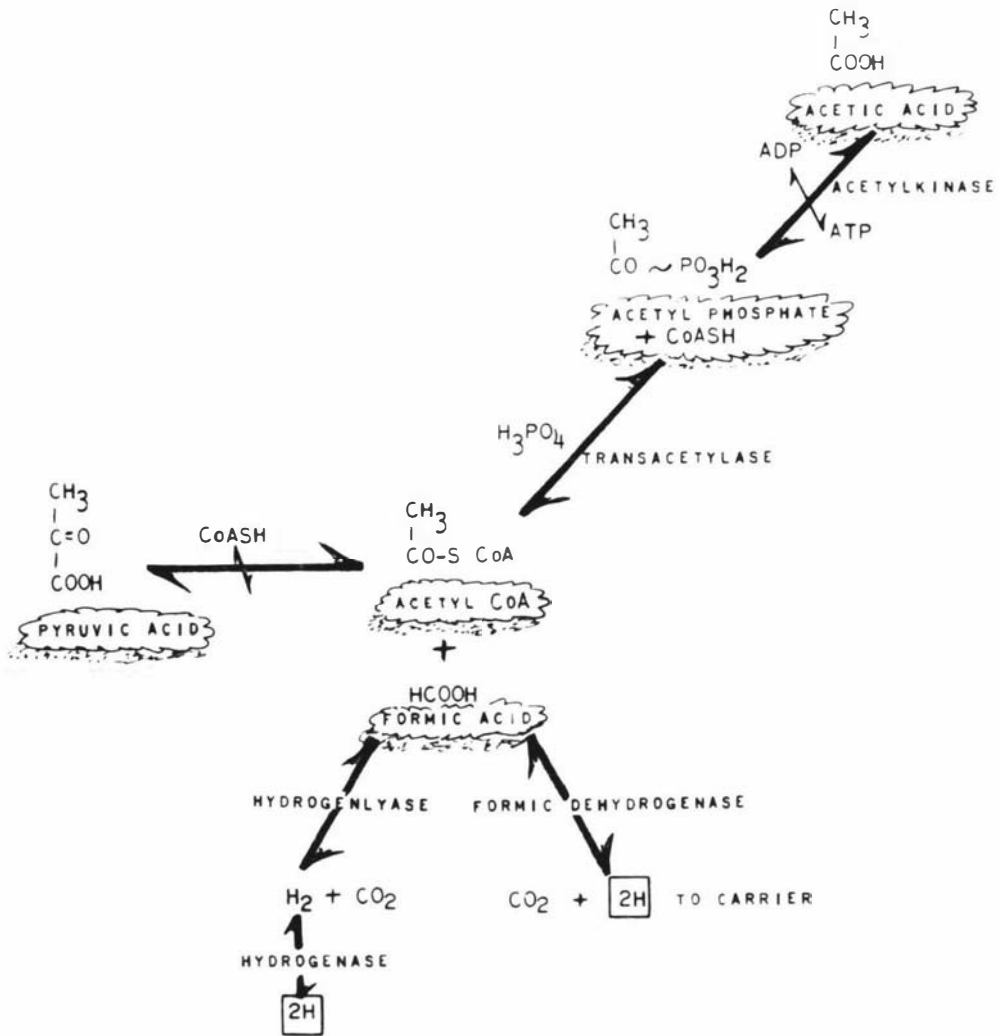 CH3
COOH
ACETIC ACID
ADP
ACETYLKINASE
ATP
CH3
CO ~ PO3H2
ACETYL PHOSPHATE
+ COASH
H3PO4
TRANSACETYLASE
CH3
C=O
COOH
PYRUVIC ACID
COASH
CH3
CO-S COA
ACETYL COA
+
HCOOH
FORMIC ACID
HYDROGENLYASE
FORMIC DEHYDROGENASE
H2 + CO2
CO2 + 2H TO CARRIER
HYDROGENASE
2H